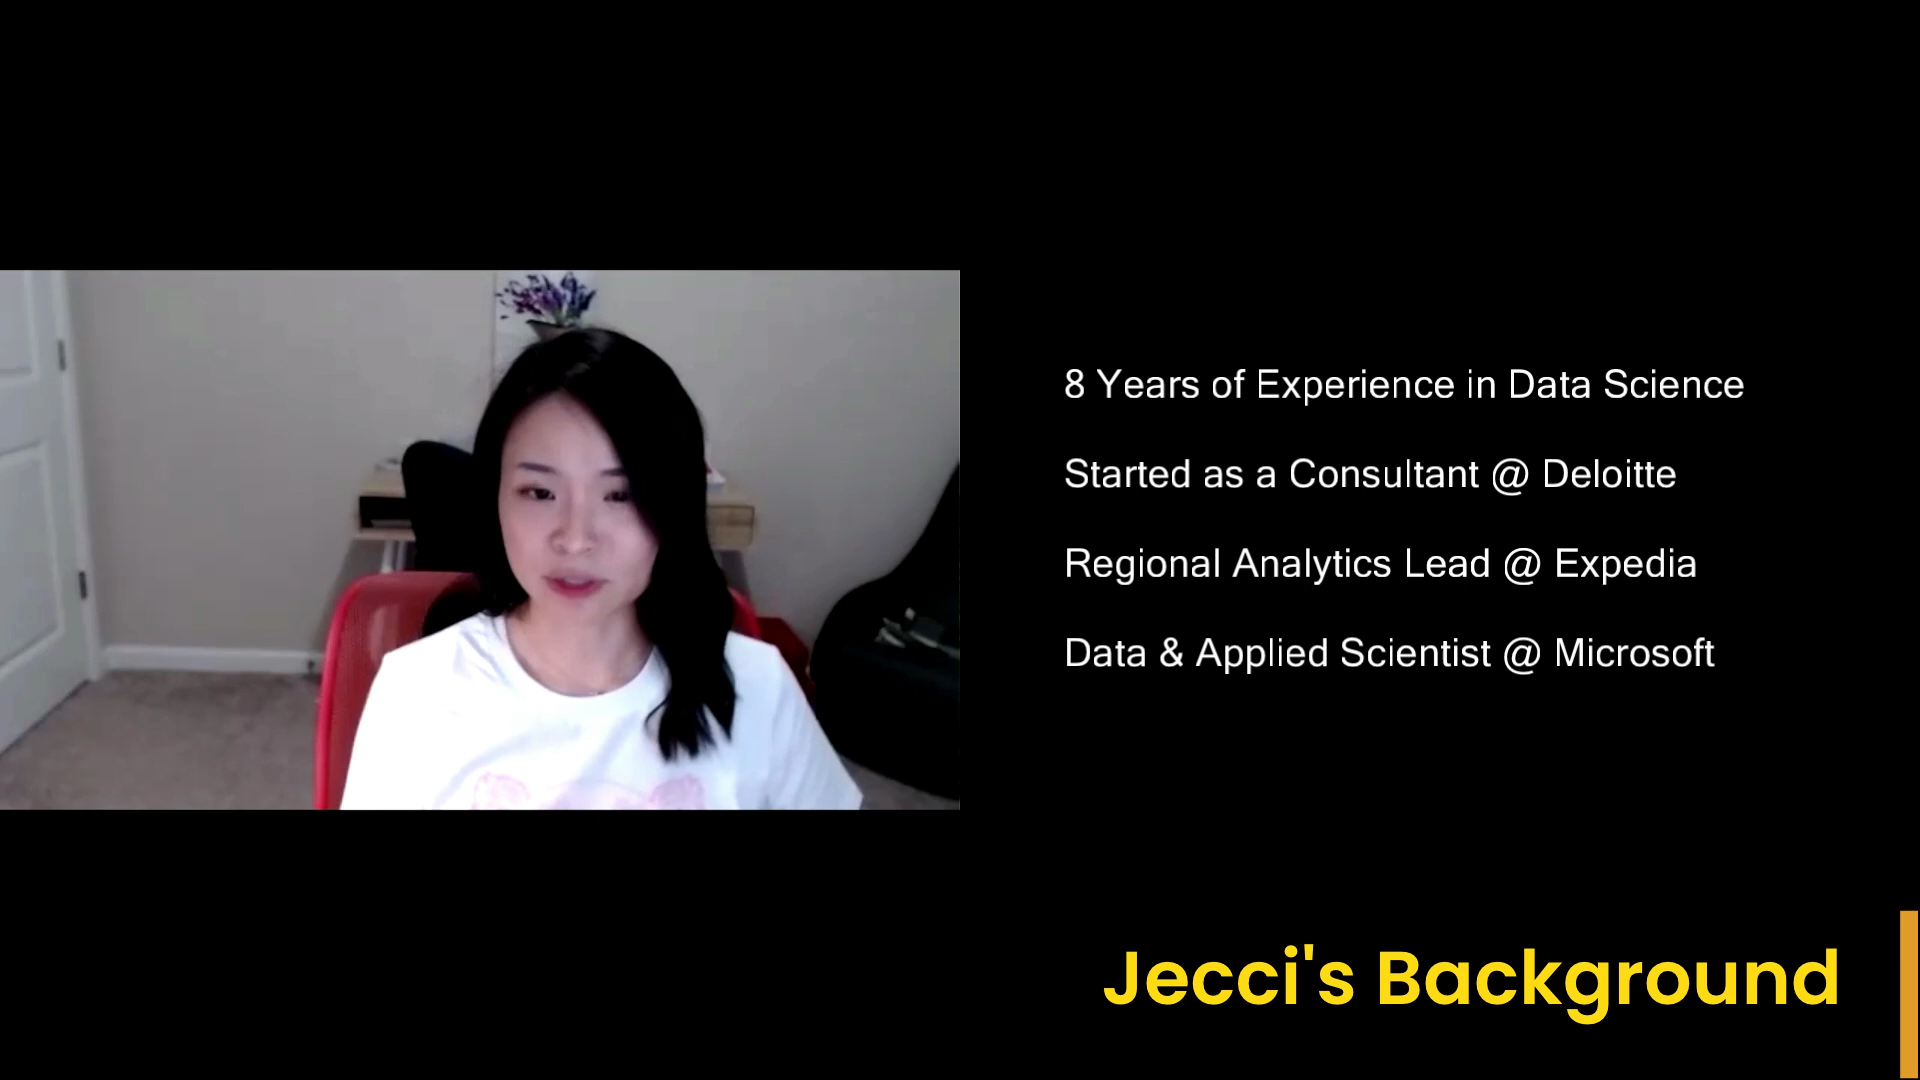 8 Years of Experience in Data Science
Started as a Consultant @ Deloitte
Regional Analytics Lead @ Expedia
Data & Applied Scientist @ Microsoft
Jecci's Background